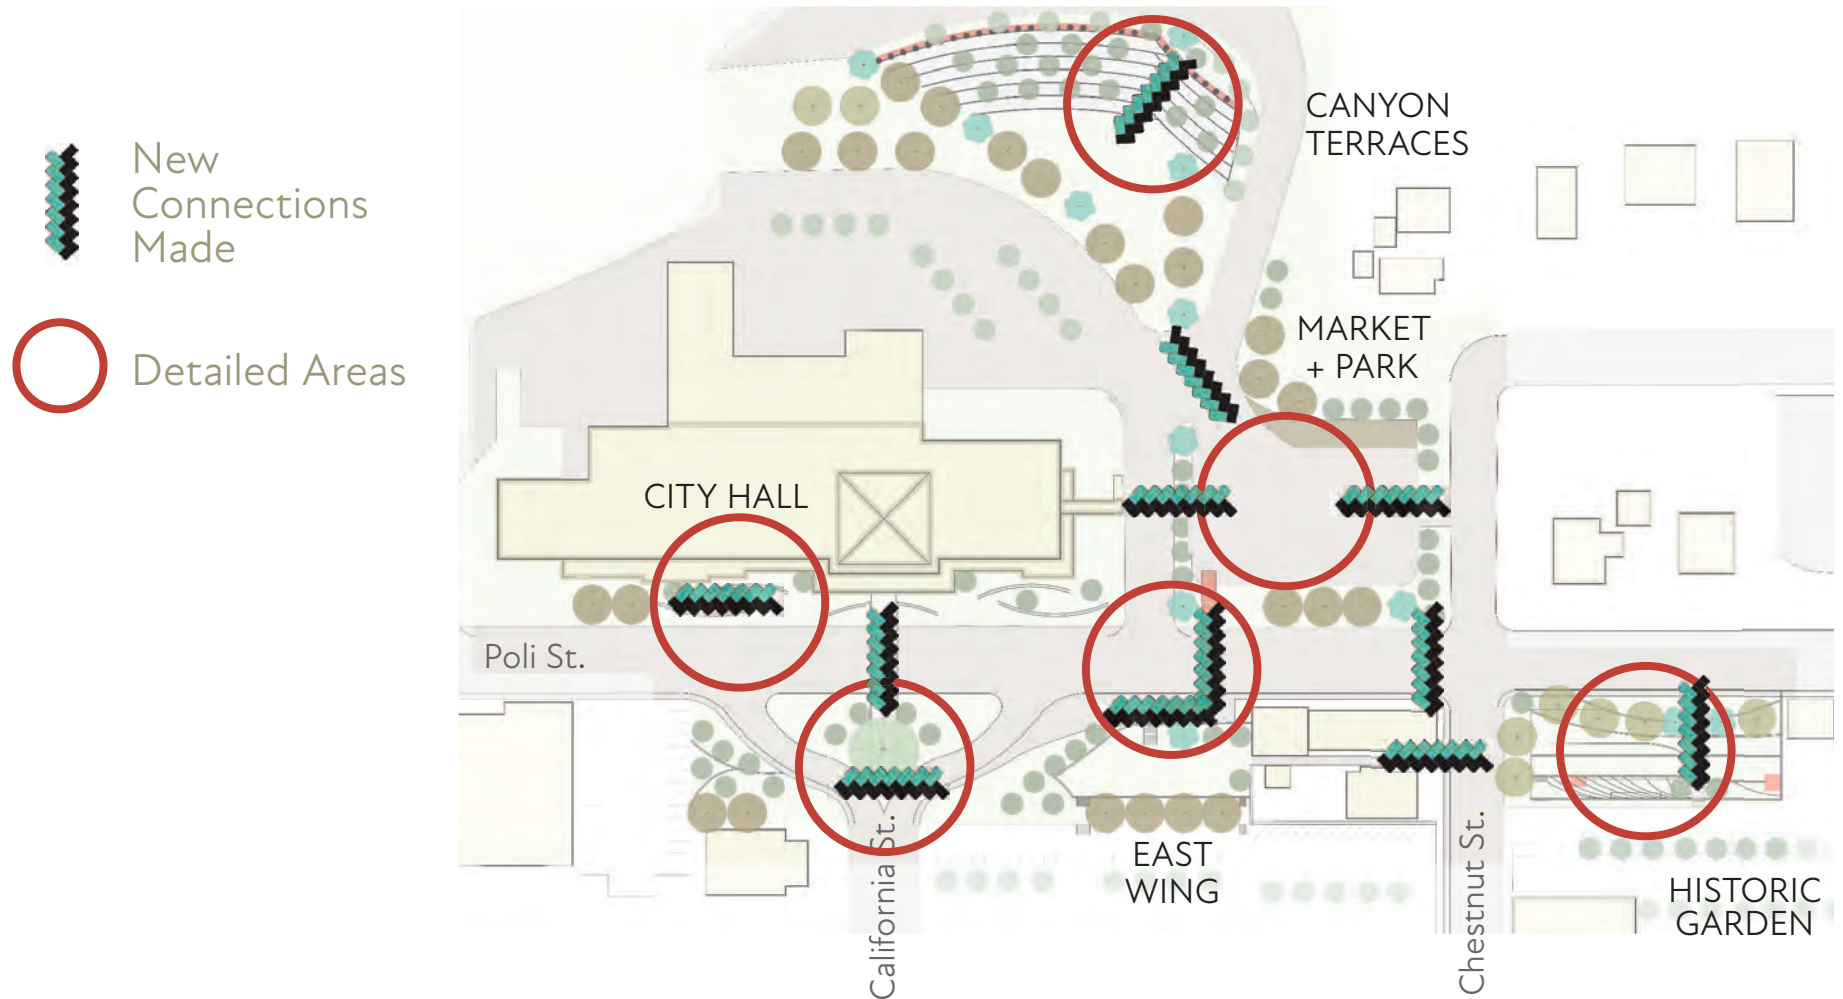 New
Connections
Made
Detailed Areas
CANYON
TERRACES
MARKET
+ PARK
CITY HALL
Poli St.
EAST
WING
HISTORIC
GARDEN
California St.
Chestnut St.